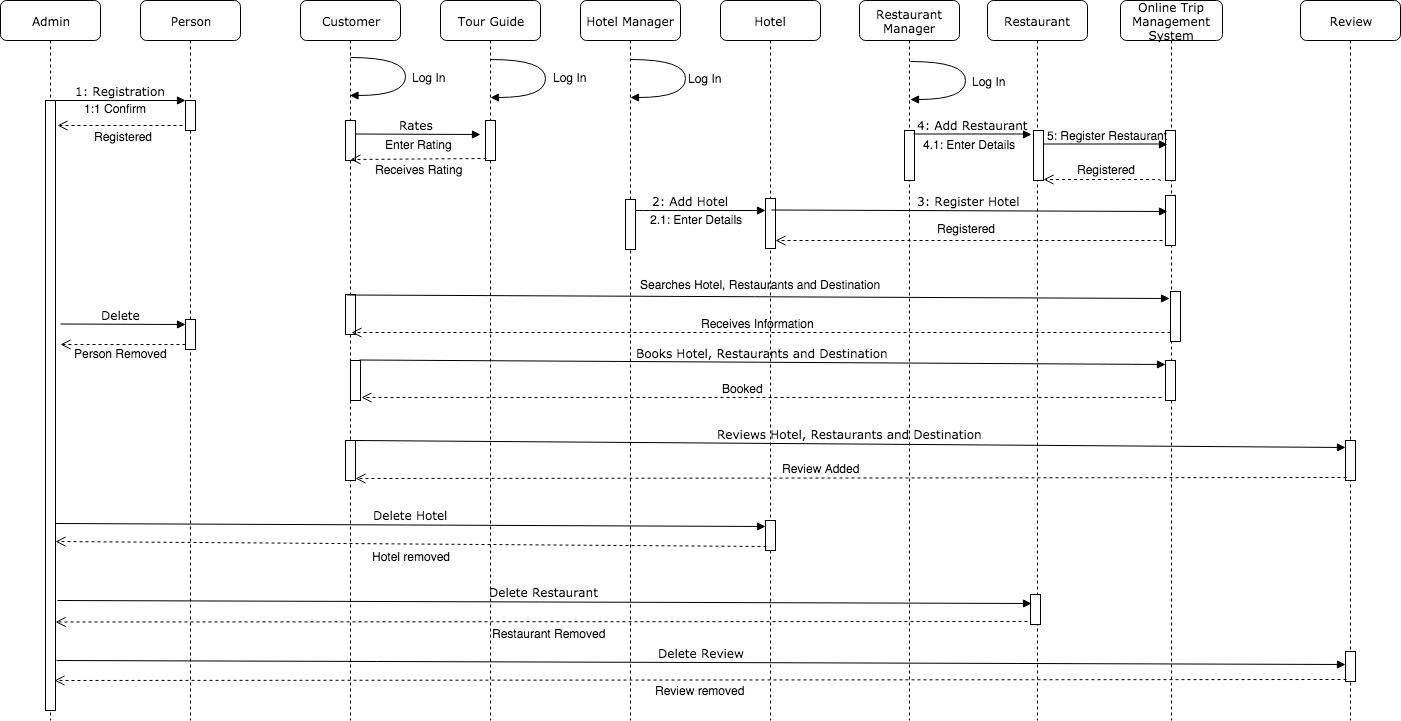 Admin
Person
Customer
Tour Guide
Hotel Manager
Hotel
Restaurant
Manager
Restaurant
Online Trip
Management
System
Review
Log In
Log In
Log In
Log In
1: Registration
1:1 Confirm
Registered
Rates
Enter Rating
Receives Rating
4: Add Restaurant
4.1: Enter Details
5: Register Restaurant
Registered
2: Add Hotel
2.1: Enter Details
3: Register Hotel
Registered
Searches Hotel, Restaurants and Destination
Receives Information
Delete
Person Removed
Books Hotel, Restaurants and Destination
Booked
Reviews Hotel, Restaurants and Destination
Review Added
Delete Hotel
Hotel removed
Delete Restaurant
Restaurant Removed
Delete Review
Review removed